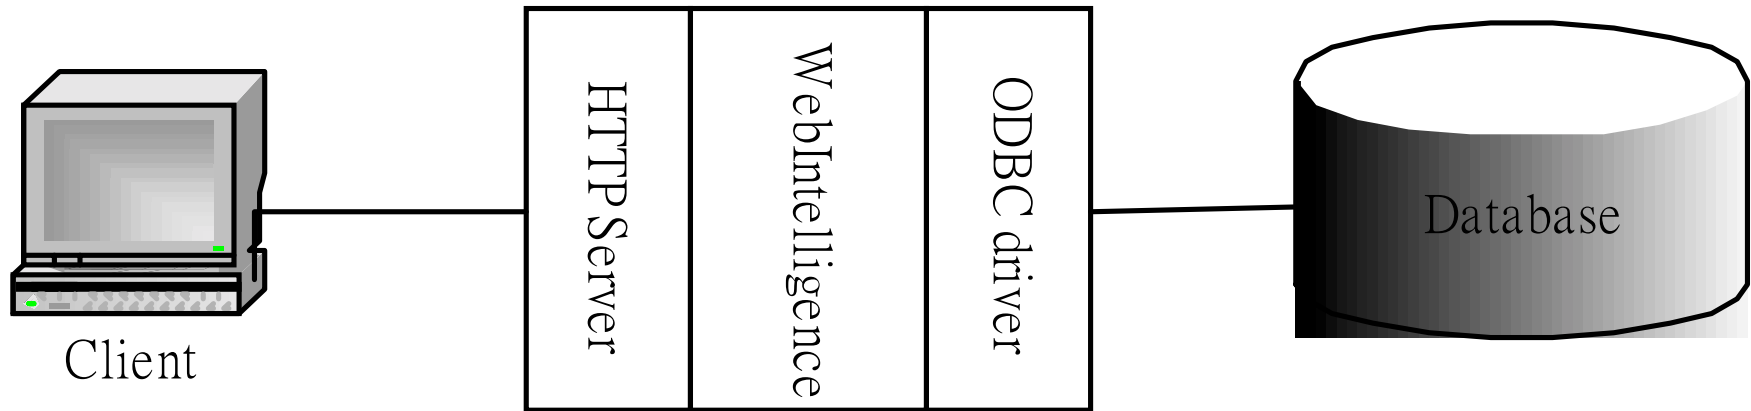 Client
HTTP Server
WebIntelligence
ODBC driver
Database